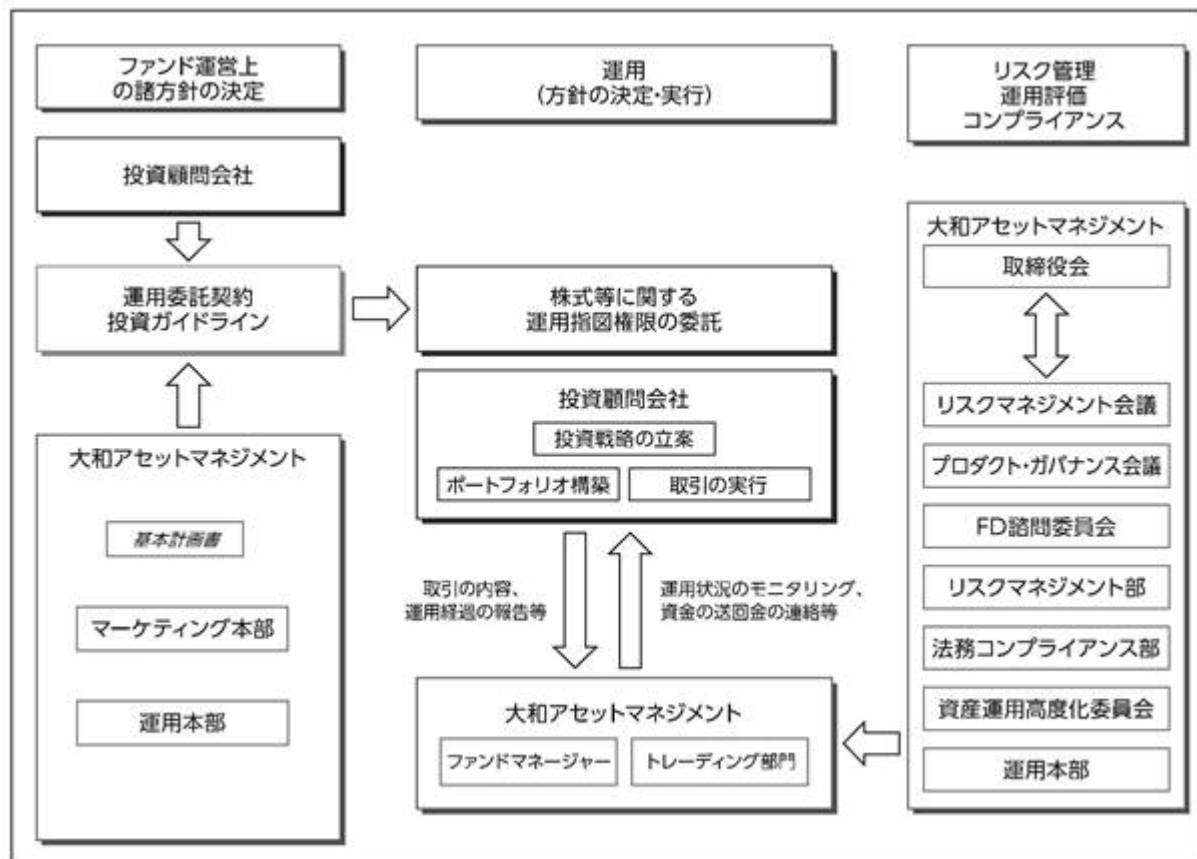 ファンド運営上
の諸方針の決定
投資顧問会社
運用委託契約
投資ガイドライン
大和アセットマネジメント
基本計画書
マーケティング本部
運用本部
運用
（方針の決定・実行）
株式等に関する
運用指図権限の委託
投資顧問会社
投資戦略の立案
ポートフォリオ構築
取引の実行
取引の内容、
運用経過の報告等
運用状況のモニタリング、
資金の送回金の連絡等
大和アセットマネジメント
ファンドマネージャー
トレーディング部門
リスク管理
運用評価
コンプライアンス
大和アセットマネジメント
取締役会
リスクマネジメント会議
プロダクト・ガバナンス会議
FD諮問委員会
リスクマネジメント部
法務コンプライアンス部
資産運用高度化委員会
運用本部